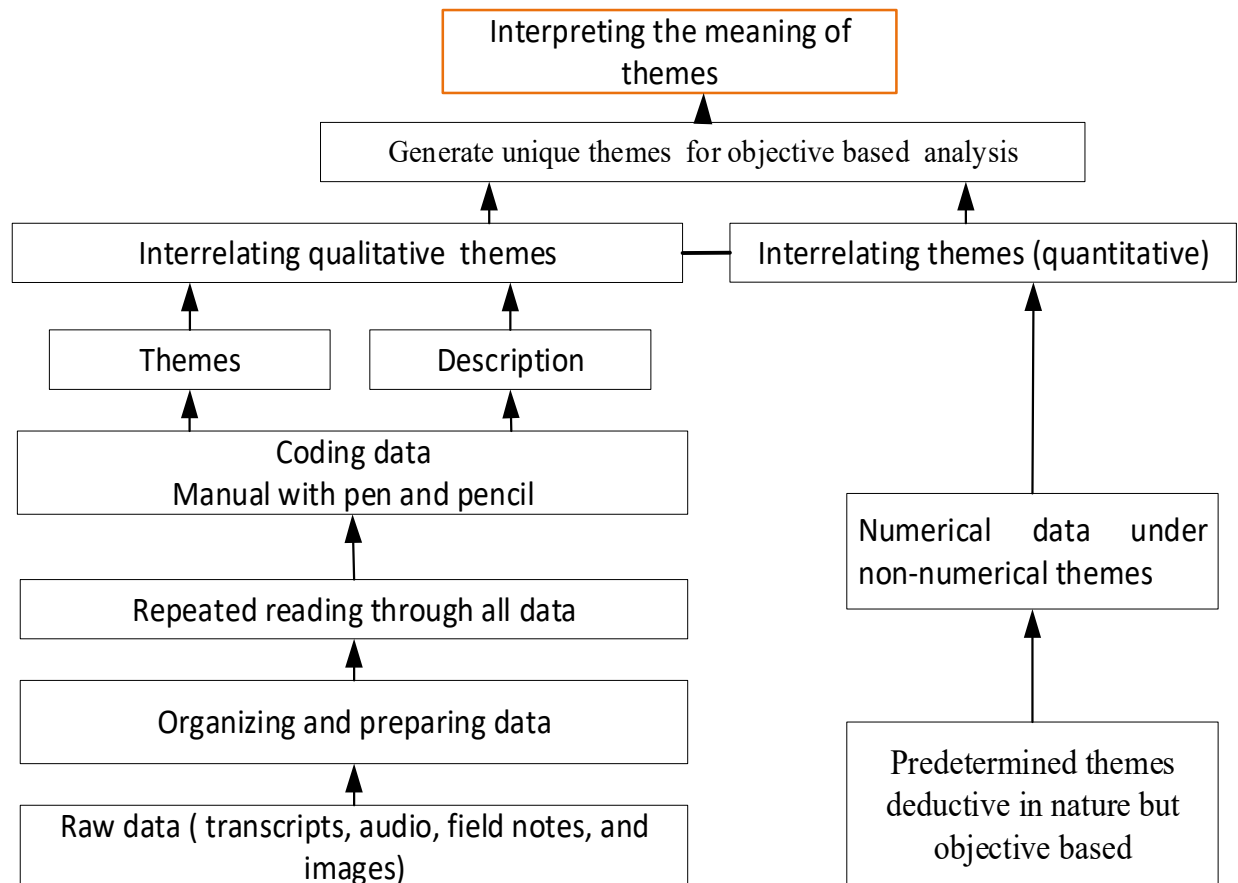 Interpreting the meaning of
themes
Generate unique themes for objective based analysis
Interrelating qualitative themes
Interrelating themes (quantitative)
Themes
Description
Coding data
Manual with pen and pencil
Numerical data under
non-numerical themes
Repeated reading through all data
Organizing and preparing data
Predetermined themes
deductive in nature but
objective based
Raw data ( transcripts, audio, field notes, and
images)